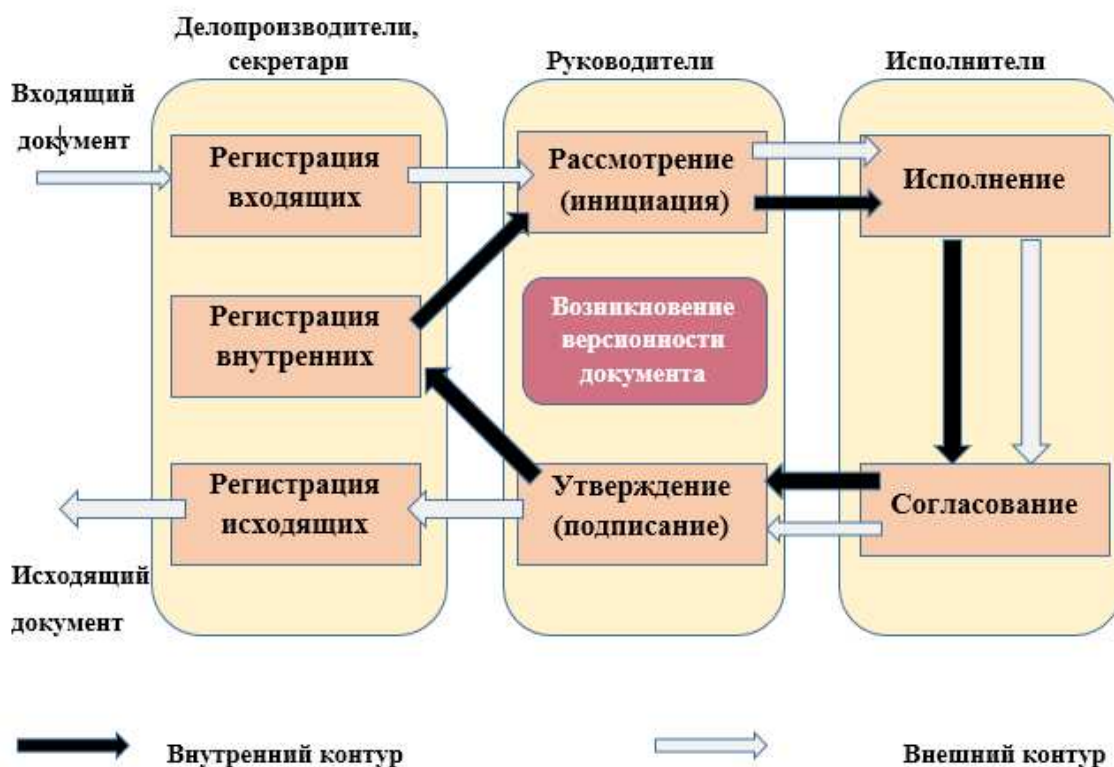 Делопроизводители,
секретари
Руководители
Исполнители
Входящий
документ
Регистрация
входящих
Рассмотрение
(инициация)
Исполнение
Регистрация
внутренних
Возникновение
версионности
документа
Регистрация
исходящих
Утверждение
(подписание)
Согласование
Исходящий
документ
Внутренний контур
Внешний контур